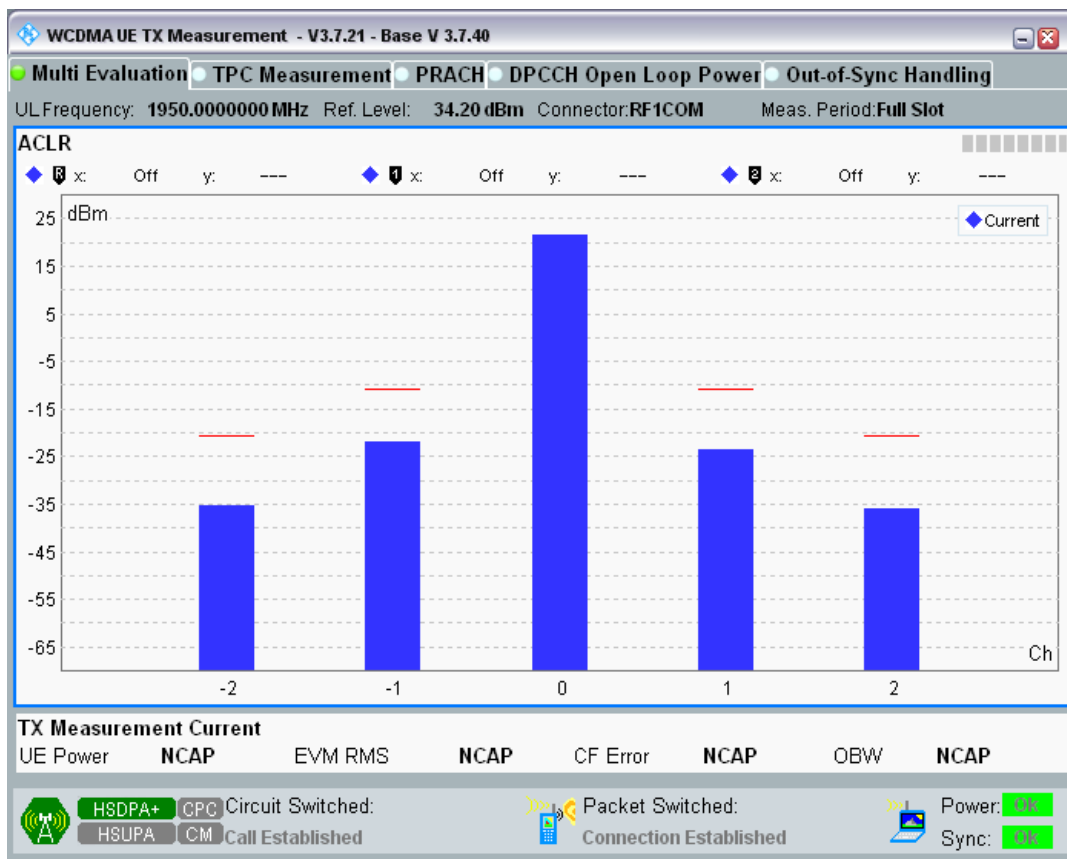 WCDMA UE TX Measurement - V3.7.21 - Base V 3.7.40
Multi Evaluation TPC Measurement PRACH DPCCH Open Loop Power Out-of-Sync Handling
UL Frequency: 1950.0000000 MHz Ref. Level: 34.20 dBm Connector:RF1COM Meas. Period:Full Slot
ACLR
R x: Off y: --- 1 x: Off y: --- 2 x: Off y: ---
dBm
Current
25
15
5
-5
-15
-25
-35
-45
-55
-65
Ch
-2 -1 0 1 2
TX Measurement Current
UE Power NCAP EVM RMS NCAP CF Error NCAP OBW NCAP
HSDPA+ CPC Circuit Switched: Packet Switched: Power: OK
HSUPA CM Call Established Connection Established Sync: OK